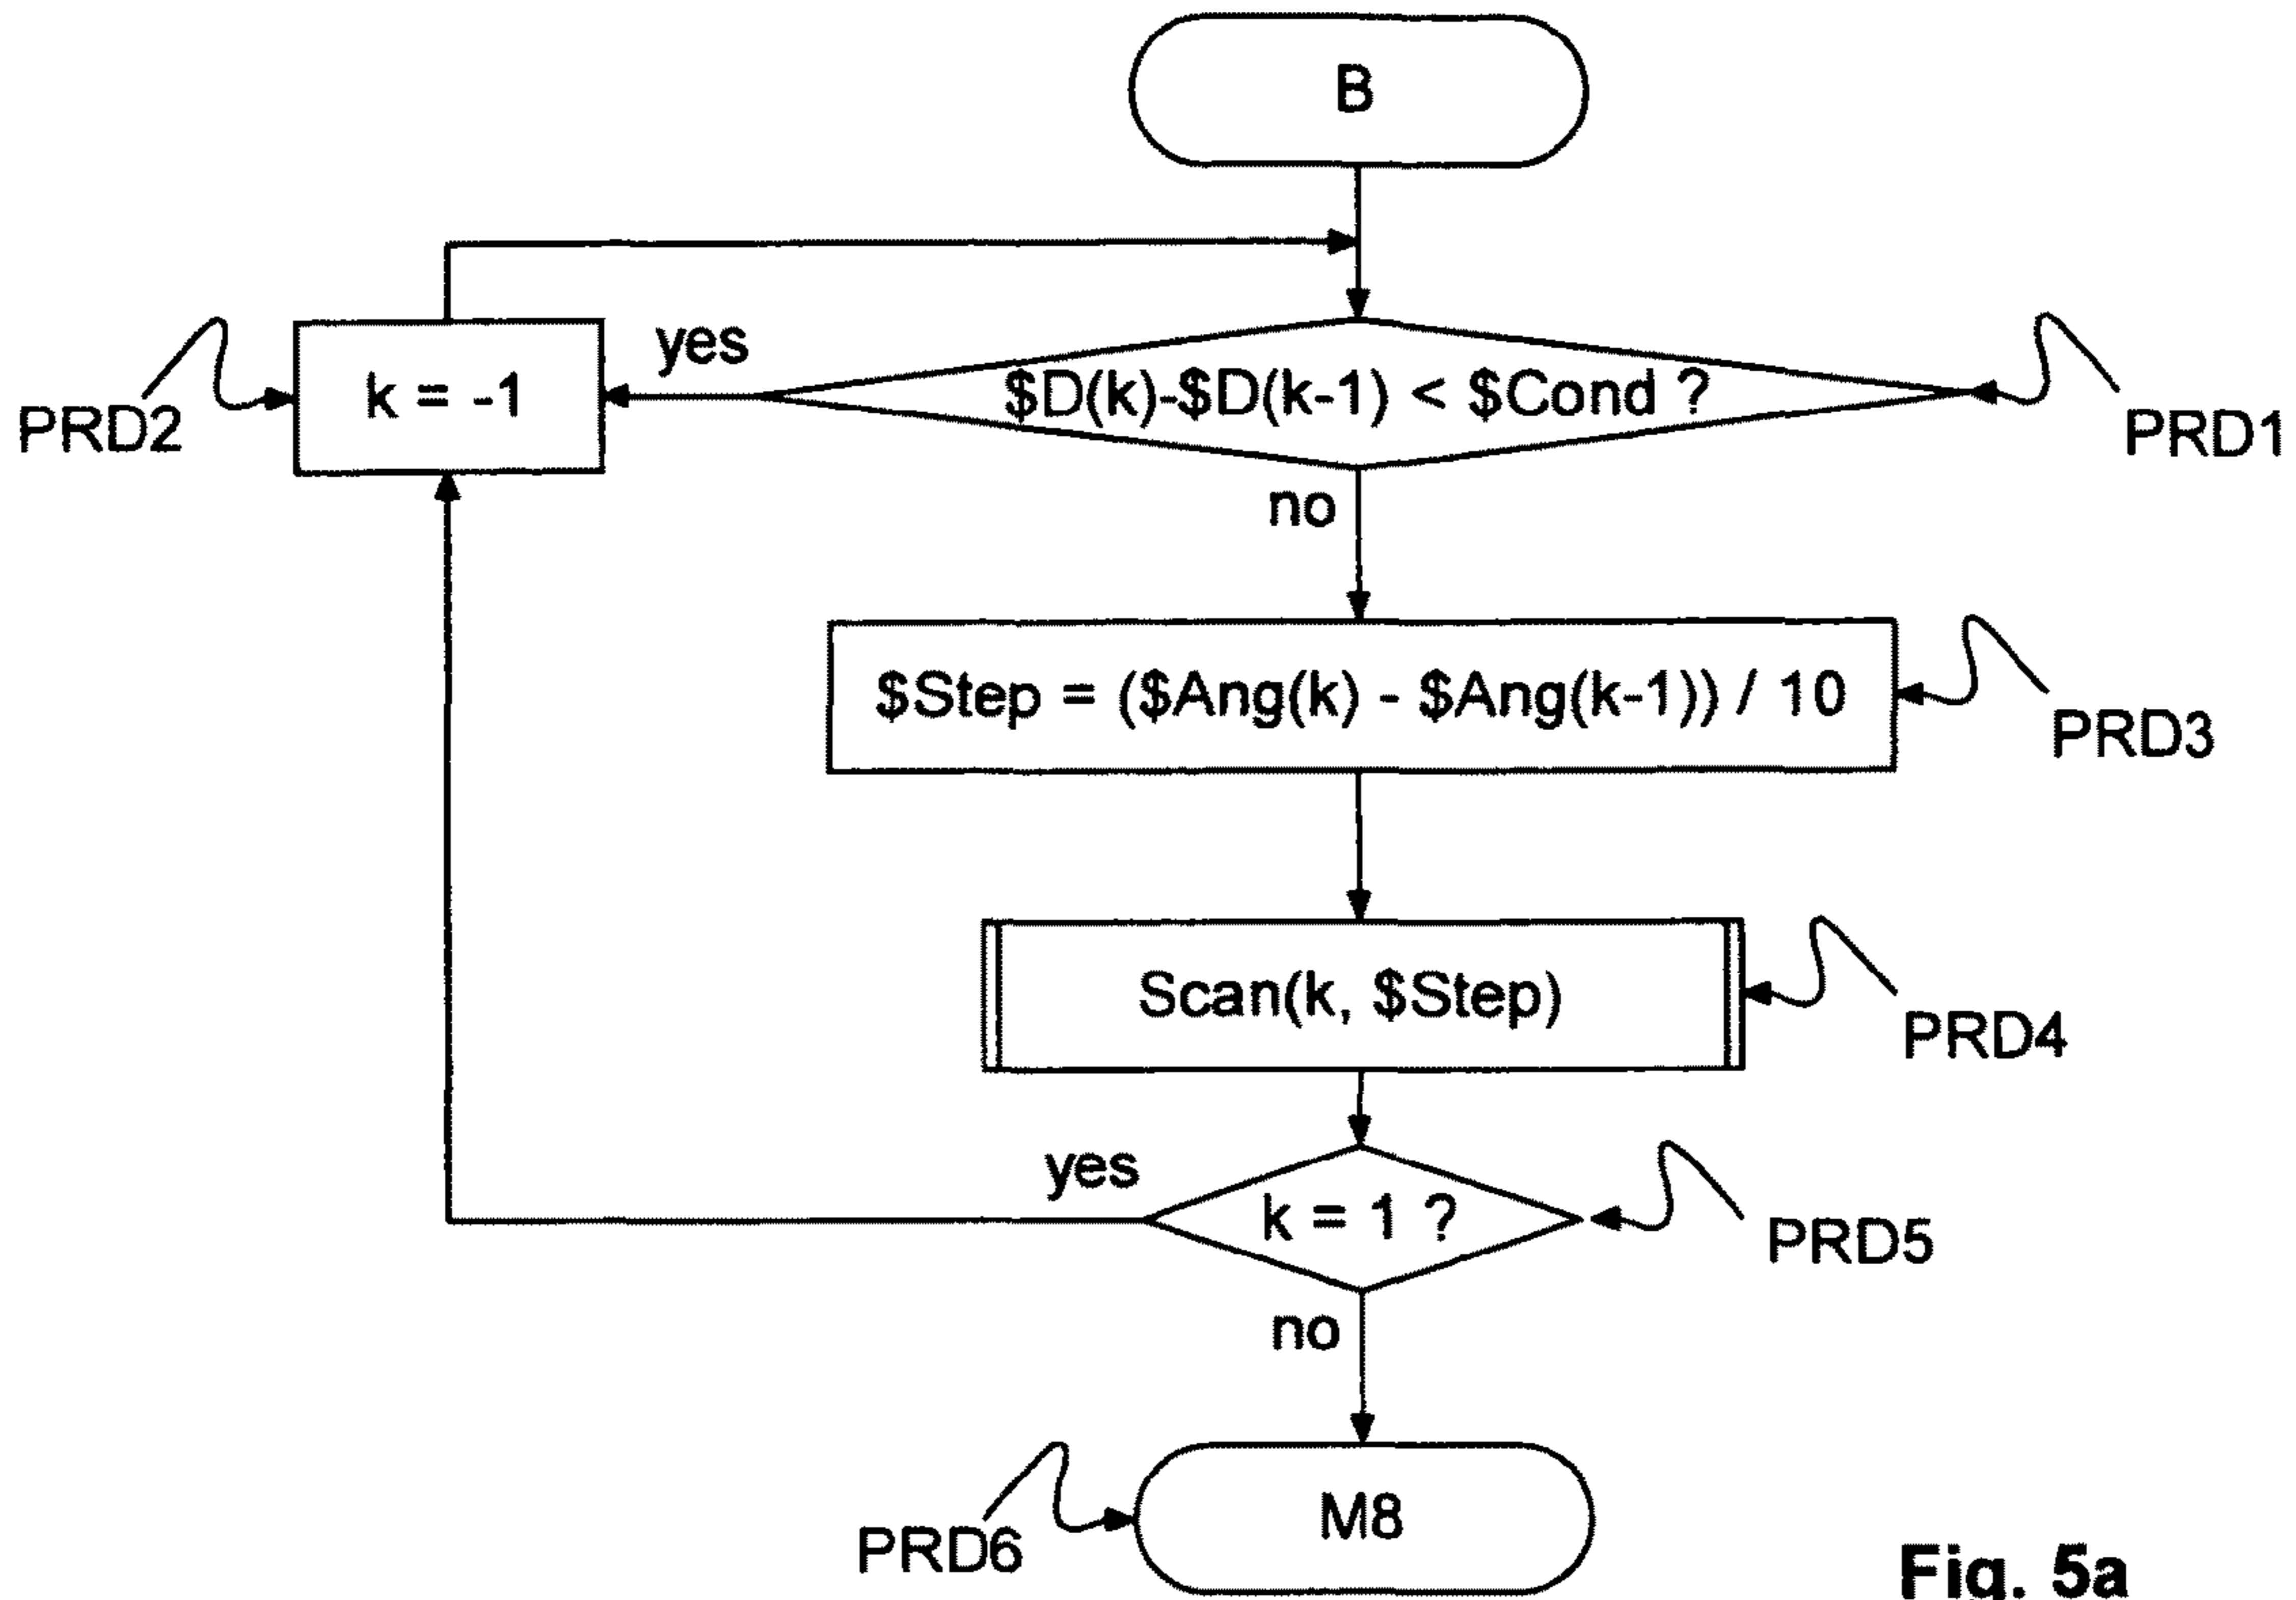 B
yes
k = -1
$D(k)-$D(k-1) < $Cond ?
PRD2
PRD1
no
$Step = ($Ang(k) - $Ang(k-1)) / 10
PRD3
Scan(k, $Step)
PRD4
yes
k = 1 ?
PRD5
no
M8
PRD6
Fig. 5a